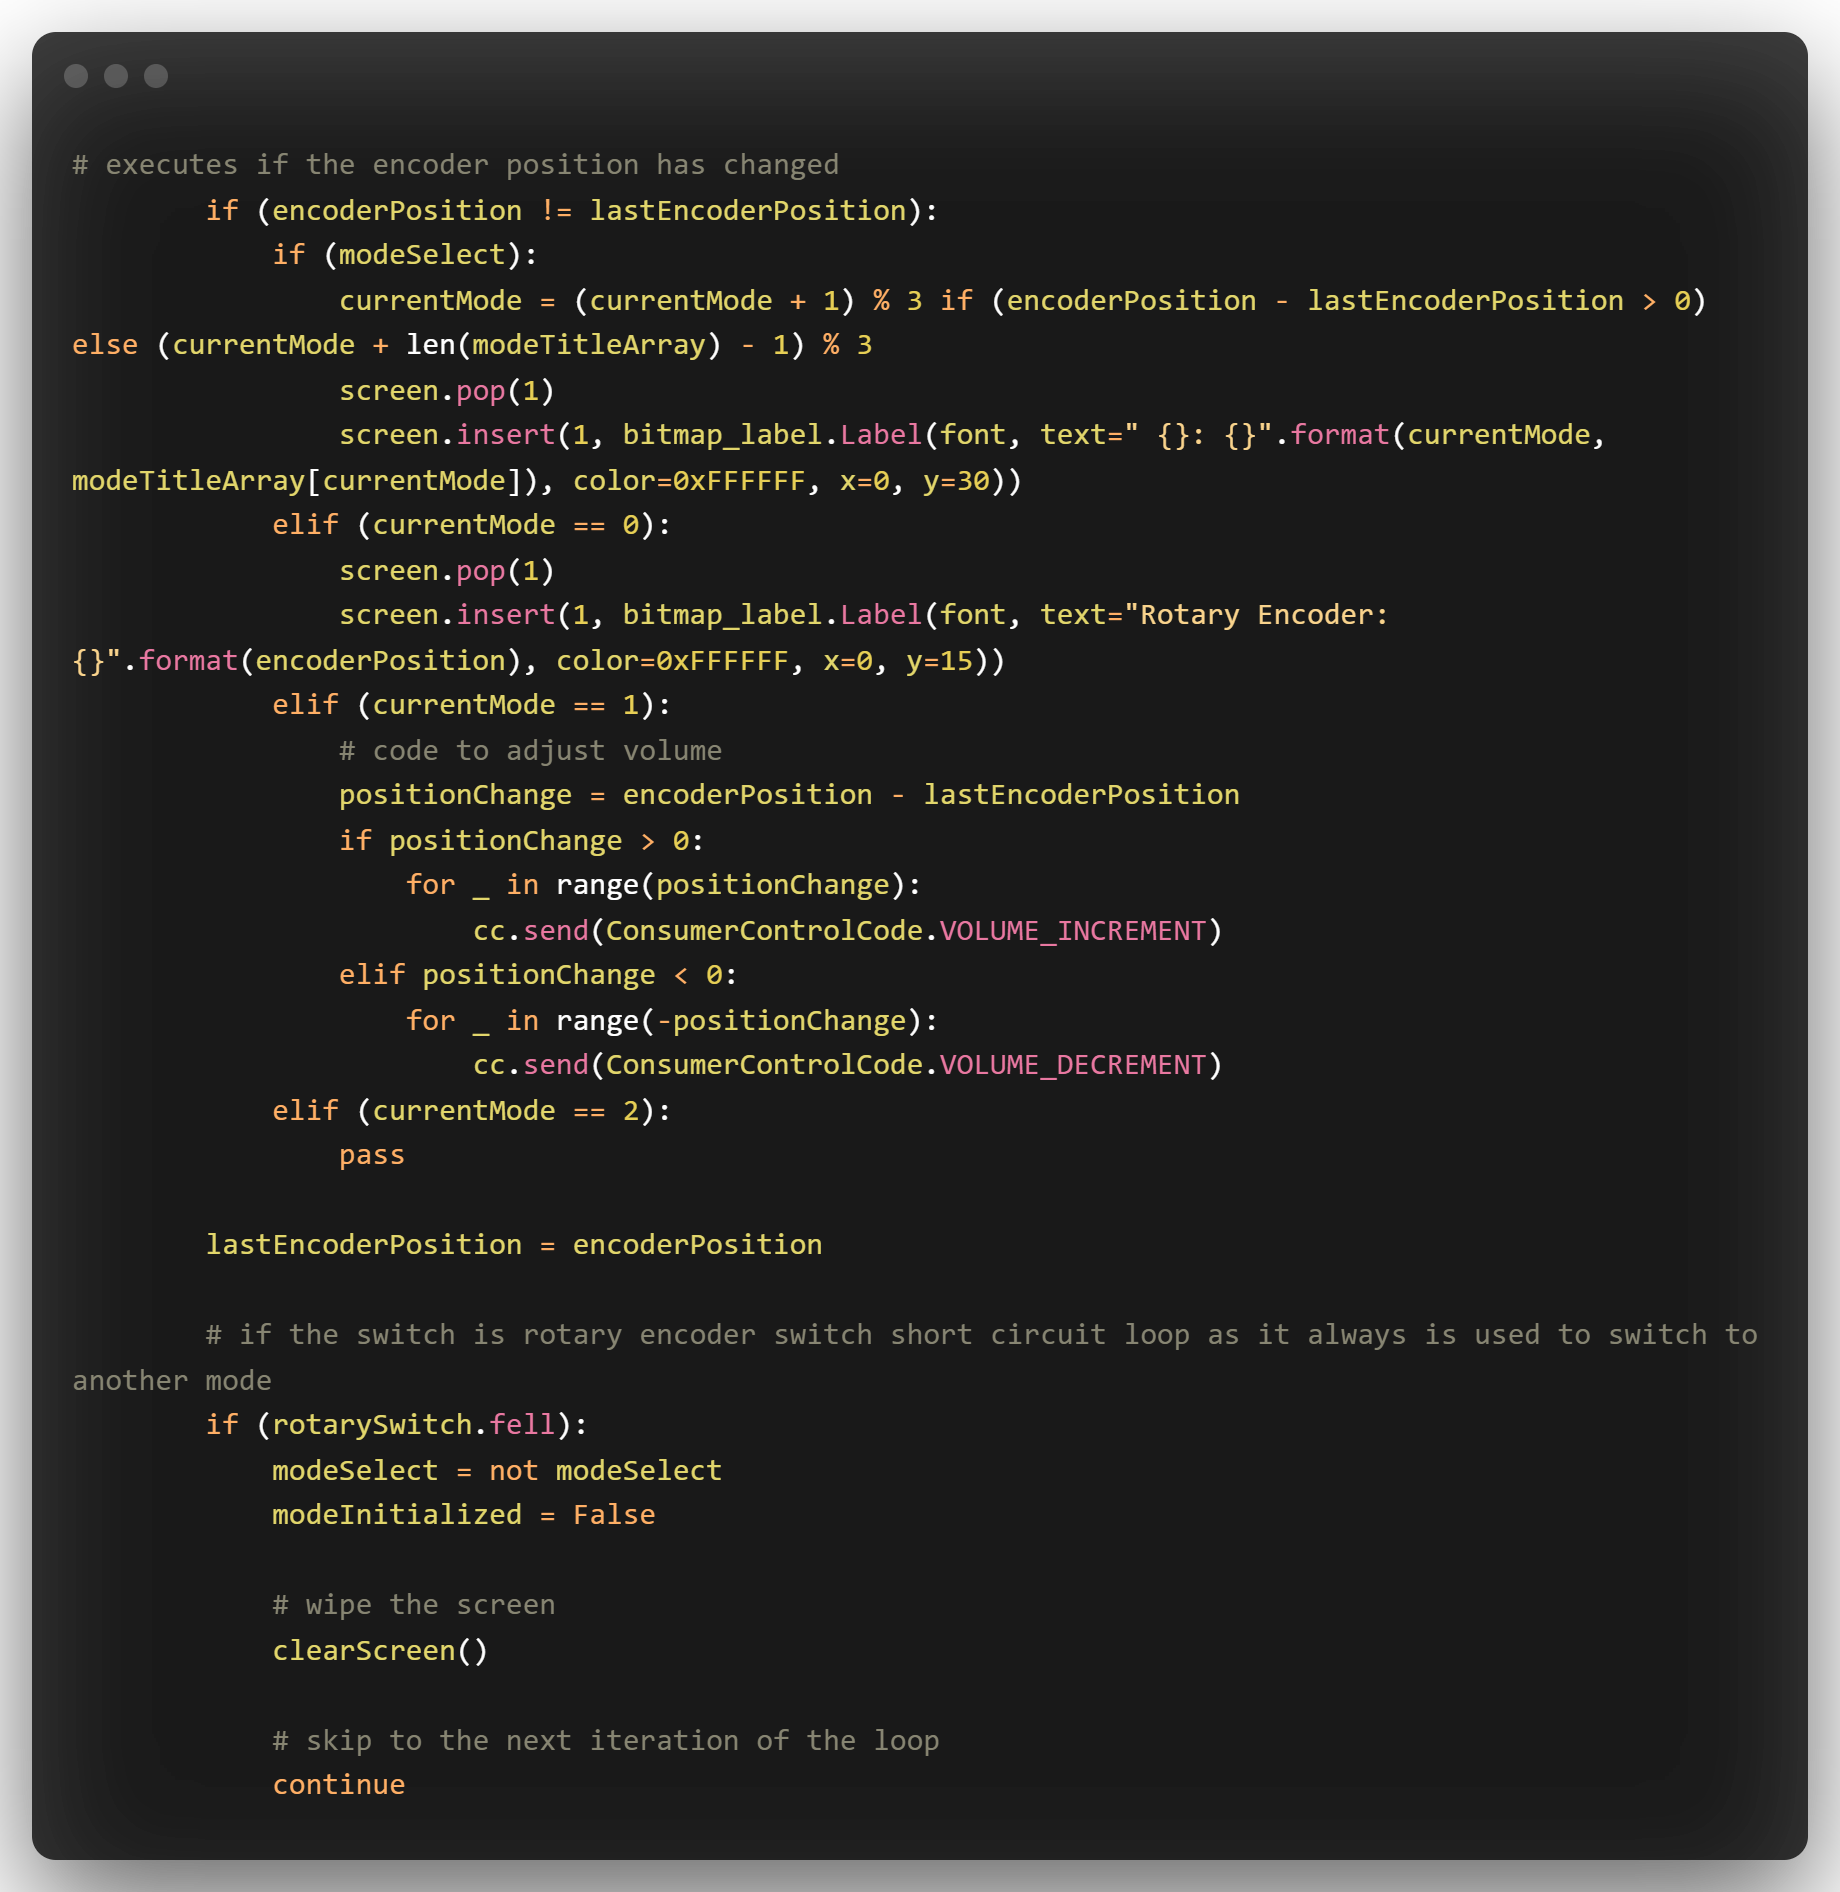 # executes if the encoder position has changed
        if (encoderPosition != lastEncoderPosition):
            if (modeSelect):
                currentMode = (currentMode + 1) % 3 if (encoderPosition - lastEncoderPosition > 0)
else (currentMode + len(modeTitleArray) - 1) % 3
                screen.pop(1)
                screen.insert(1, bitmap_label.Label(font, text=" {}: {}".format(currentMode,
modeTitleArray[currentMode]), color=0xFFFFFF, x=0, y=30))
            elif (currentMode == 0):
                screen.pop(1)
                screen.insert(1, bitmap_label.Label(font, text="Rotary Encoder:
{}".format(encoderPosition), color=0xFFFFFF, x=0, y=15))
            elif (currentMode == 1):
                # code to adjust volume
                positionChange = encoderPosition - lastEncoderPosition
                if positionChange > 0:
                    for _ in range(positionChange):
                        cc.send(ConsumerControlCode.VOLUME_INCREMENT)
                elif positionChange < 0:
                    for _ in range(-positionChange):
                        cc.send(ConsumerControlCode.VOLUME_DECREMENT)
            elif (currentMode == 2):
                pass

        lastEncoderPosition = encoderPosition

        # if the switch is rotary encoder switch short circuit loop as it always is used to switch to
another mode
        if (rotarySwitch.fell):
            modeSelect = not modeSelect
            modeInitialized = False

            # wipe the screen
            clearScreen()

            # skip to the next iteration of the loop
            continue